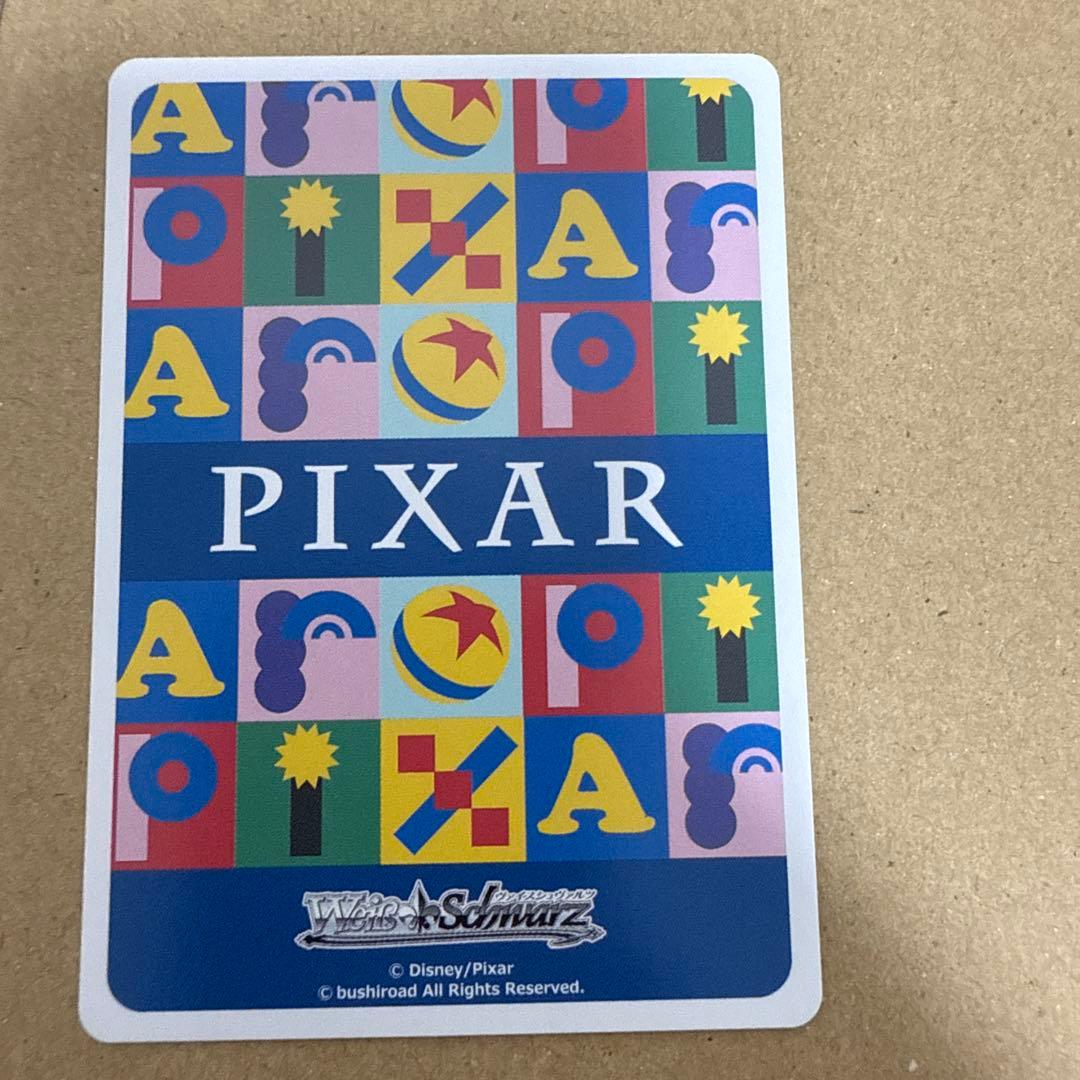 A r p i
p i X A r
A r p i
PIXAR
A r p i
p i X A r
ヴァイスシュヴァルツ
Weiß Schwarz
© Disney/Pixar
© bushiroad All Rights Reserved.